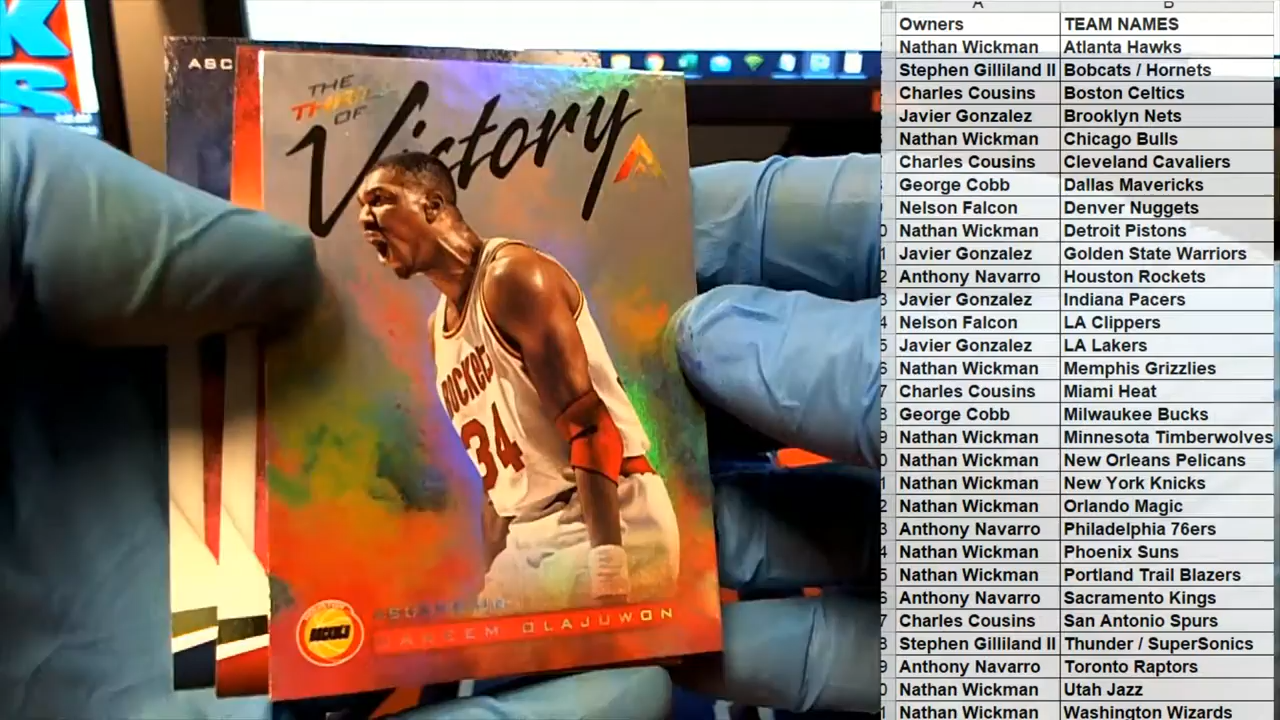 ASC
THE
THRILL
OF
Victory
ROCKETS
34
HAKEEM OLAJUWON
A B
Owners TEAM NAMES
Nathan Wickman Atlanta Hawks
Stephen Gilliland II Bobcats / Hornets
Charles Cousins Boston Celtics
Javier Gonzalez Brooklyn Nets
Nathan Wickman Chicago Bulls
Charles Cousins Cleveland Cavaliers
George Cobb Dallas Mavericks
Nelson Falcon Denver Nuggets
Nathan Wickman Detroit Pistons
Javier Gonzalez Golden State Warriors
Anthony Navarro Houston Rockets
Javier Gonzalez Indiana Pacers
Nelson Falcon LA Clippers
Javier Gonzalez LA Lakers
Nathan Wickman Memphis Grizzlies
Charles Cousins Miami Heat
George Cobb Milwaukee Bucks
Nathan Wickman Minnesota Timberwolves
Nathan Wickman New Orleans Pelicans
Nathan Wickman New York Knicks
Nathan Wickman Orlando Magic
Anthony Navarro Philadelphia 76ers
Nathan Wickman Phoenix Suns
Nathan Wickman Portland Trail Blazers
Anthony Navarro Sacramento Kings
Charles Cousins San Antonio Spurs
Stephen Gilliland II Thunder / SuperSonics
Anthony Navarro Toronto Raptors
Nathan Wickman Utah Jazz
Nathan Wickman Washington Wizards